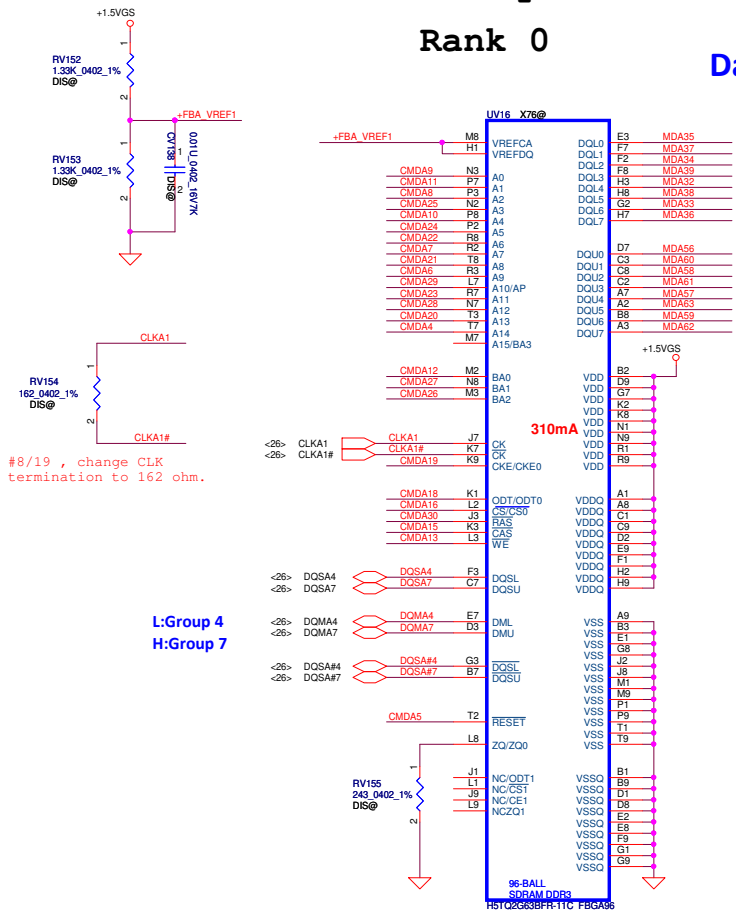 Rank 0
Da
+1.5VGS
1
RV152
1.33K_0402_1%
DIS@
2
+FBA_VREF1
1
RV153
1.33K_0402_1%
DIS@
2
1
CV138
DIS@
2
0.01U_0402_16V7K
CLKA1
1
RV154
162_0402_1%
DIS@
2
CLKA1#
#8/19 , change CLK
termination to 162 ohm.
L:Group 4
H:Group 7
UV16 X76@
+FBA_VREF1 M8 VREFCA
H1 VREFDQ
CMDA9 N3 A0
CMDA11 P7 A1
CMDA8 P3 A2
CMDA25 N2 A3
CMDA10 P8 A4
CMDA24 P2 A5
CMDA22 R8 A6
CMDA7 R2 A7
CMDA21 T8 A8
CMDA6 R3 A9
CMDA29 L7 A10/AP
CMDA23 R7 A11
CMDA28 N7 A12
CMDA20 T3 A13
CMDA4 T7 A14
M7 A15/BA3
CMDA12 M2 BA0
CMDA27 N8 BA1
CMDA26 M3 BA2
<26> CLKA1 CLKA1 J7 CK
<26> CLKA1# CLKA1# K7 CK
CMDA19 K9 CKE/CKE0
CMDA18 K1 ODT/ODT0
CMDA16 L2 CS/CS0
CMDA30 J3 RAS
CMDA15 K3 CAS
CMDA13 L3 WE
<26> DQSA4 DQSA4 F3 DQSL
<26> DQSA7 DQSA7 C7 DQSU
<26> DQMA4 DQMA4 E7 DML
<26> DQMA7 DQMA7 D3 DMU
<26> DQSA#4 DQSA#4 G3 DQSL
<26> DQSA#7 DQSA#7 B7 DQSU
CMDA5 T2 RESET
L8 ZQ/ZQ0
1
RV155
243_0402_1%
DIS@
2
J1 NC/ODT1
L1 NC/CS1
J9 NC/CE1
L9 NCZQ1
DQL0 E3 MDA35
DQL1 F7 MDA37
DQL2 F2 MDA34
DQL3 F8 MDA39
DQL4 H3 MDA32
DQL5 H8 MDA38
DQL6 G2 MDA33
DQL7 H7 MDA36
DQU0 D7 MDA56
DQU1 C3 MDA60
DQU2 C8 MDA58
DQU3 C2 MDA61
DQU4 A7 MDA57
DQU5 A2 MDA63
DQU6 B8 MDA59
DQU7 A3 MDA62
+1.5VGS
VDD B2
VDD D9
VDD G7
VDD K2
VDD K8
310mA
VDD N1
VDD N9
VDD R1
VDD R9
VDDQ A1
VDDQ A8
VDDQ C1
VDDQ C9
VDDQ D2
VDDQ E9
VDDQ F1
VDDQ H2
VDDQ H9
VSS A9
VSS B3
VSS E1
VSS G8
VSS J2
VSS J8
VSS M1
VSS M9
VSS P1
VSS P9
VSS T1
VSS T9
VSSQ B1
VSSQ B9
VSSQ D1
VSSQ D8
VSSQ E2
VSSQ E8
VSSQ F9
VSSQ G1
VSSQ G9
96-BALL
SDRAM DDR3
H5TQ2G63BFR-11C FBGA96